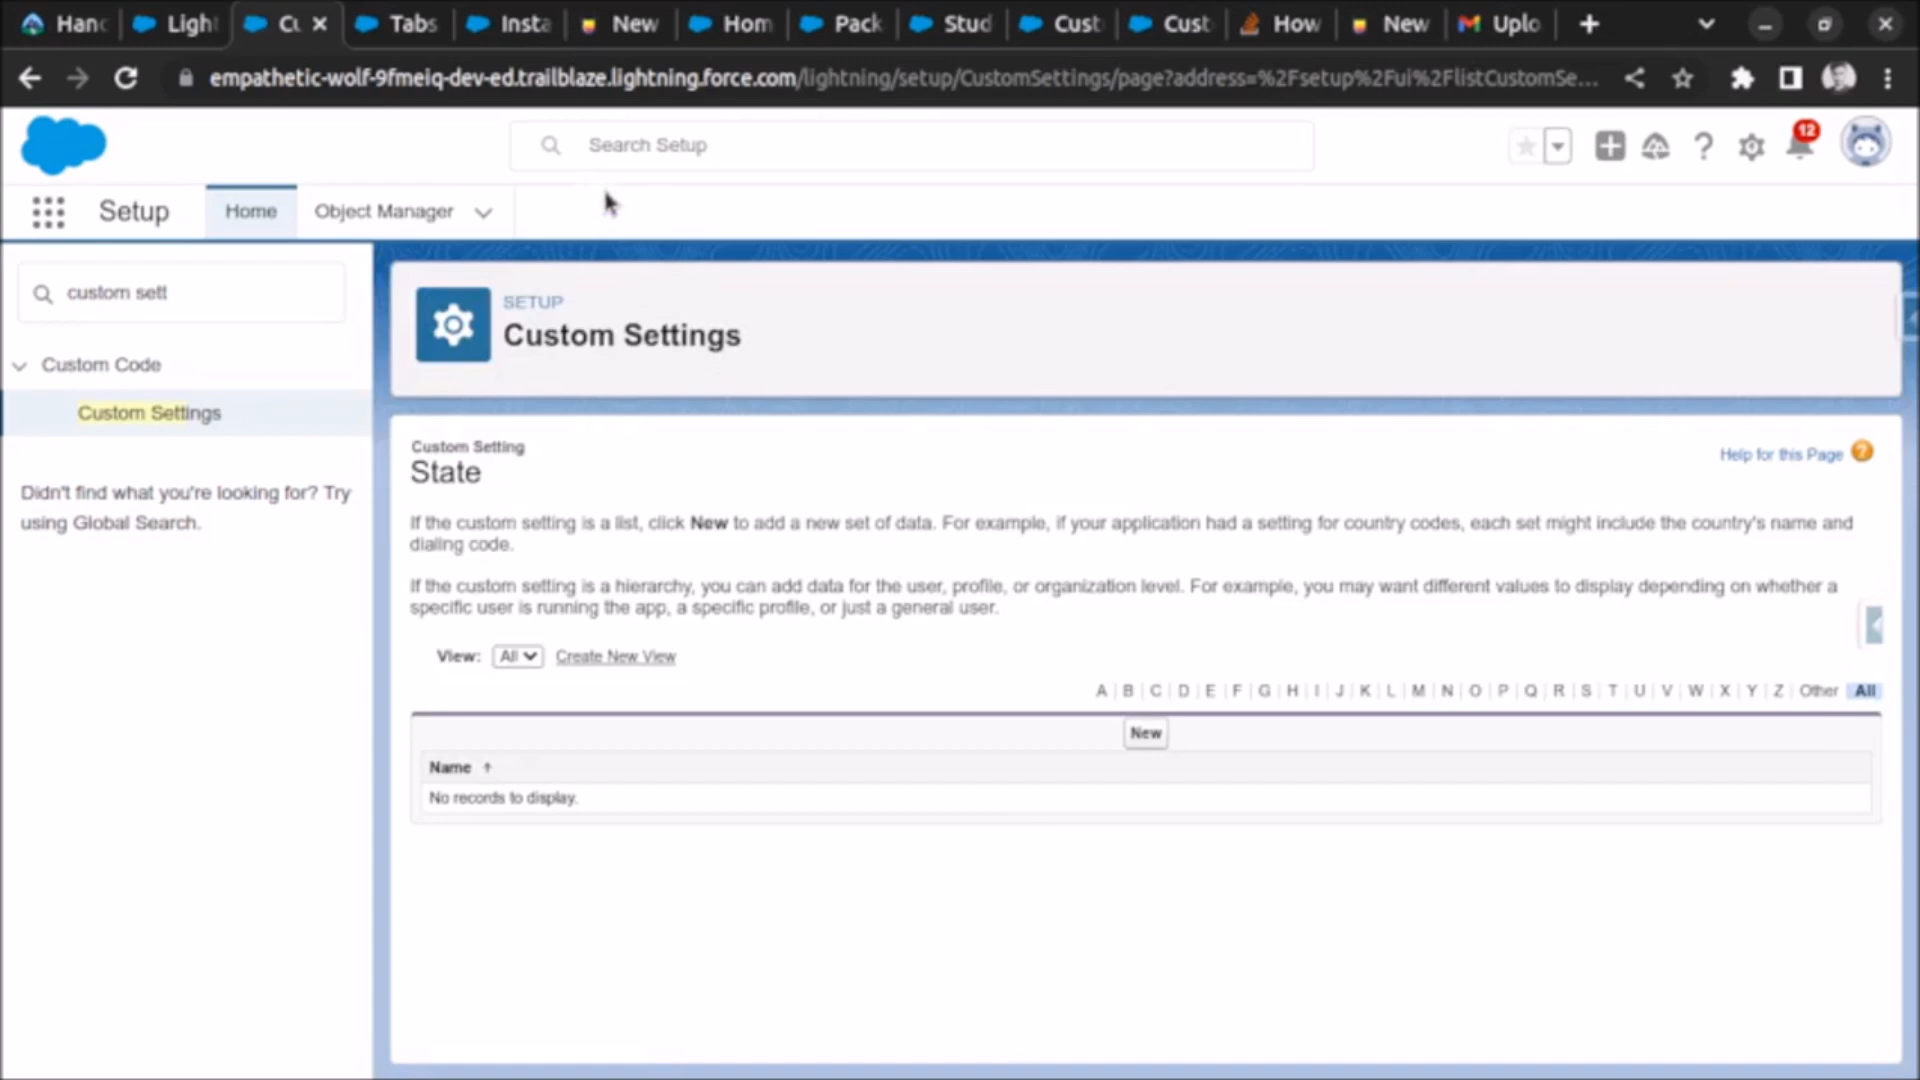 Hanc
Light
Cu
Tabs
Insta
New
Hom
Pack
Stud
Cust
Cust
How
New
Uplo
empathetic-wolf-9fmeiq-dev-ed.trailblaze.lightning.force.com/lightning/setup/CustomSettings/page?address=%2Fsetup%2Fui%2FlistCustomSe...
Search Setup
12
Setup
Home
Object Manager
custom sett
Custom Code
Custom Settings
Didn't find what you're looking for? Try
using Global Search.
SETUP
Custom Settings
Custom Setting
State
Help for this Page
If the custom setting is a list, click New to add a new set of data. For example, if your application had a setting for country codes, each set might include the country's name and
dialing code.
If the custom setting is a hierarchy, you can add data for the user, profile, or organization level. For example, you may want different values to display depending on whether a
specific user is running the app, a specific profile, or just a general user.
View: All Create New View
A | B | C | D | E | F | G | H | I | J | K | L | M | N | O | P | Q | R | S | T | U | V | W | X | Y | Z | Other All
New
Name ↑
No records to display.